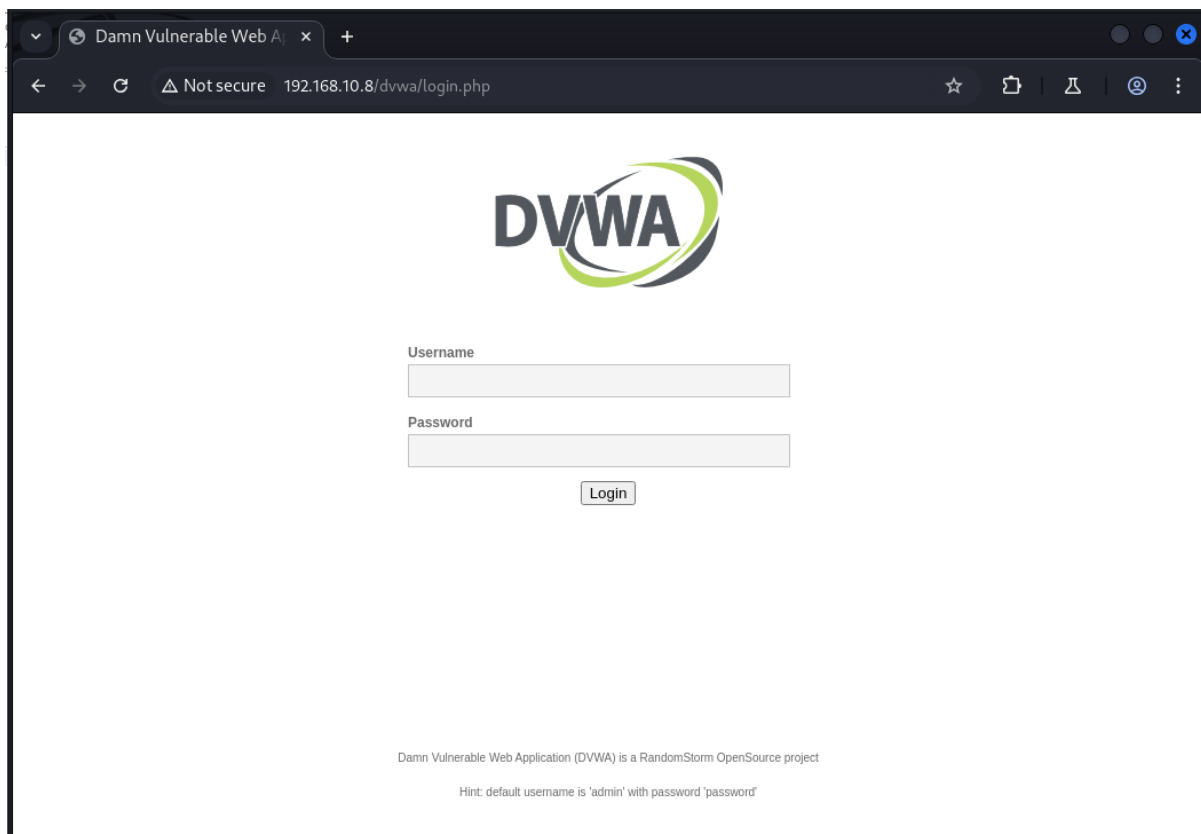 Damn Vulnerable Web Ap
Not secure 192.168.10.8/dvwa/login.php
DVWA
Username
Password
Login
Damn Vulnerable Web Application (DVWA) is a RandomStorm OpenSource project
Hint: default username is 'admin' with password 'password'